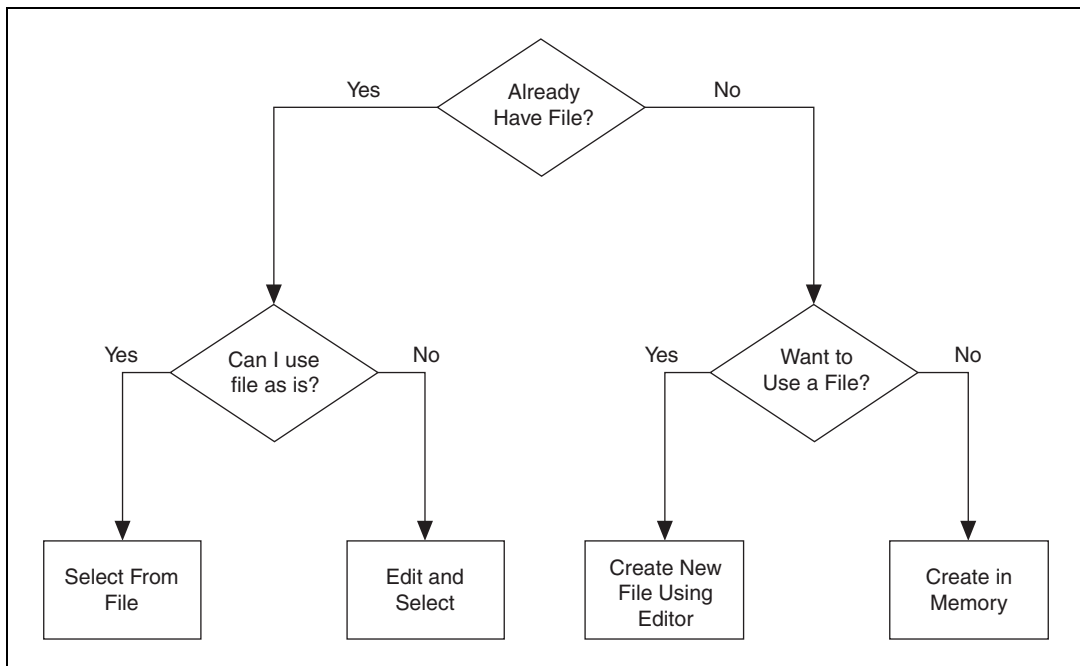 Yes
Already
Have File?
No
Yes
Can I use
file as is?
No
Yes
Want to
Use a File?
No
Select From
File
Edit and
Select
Create New
File Using
Editor
Create in
Memory